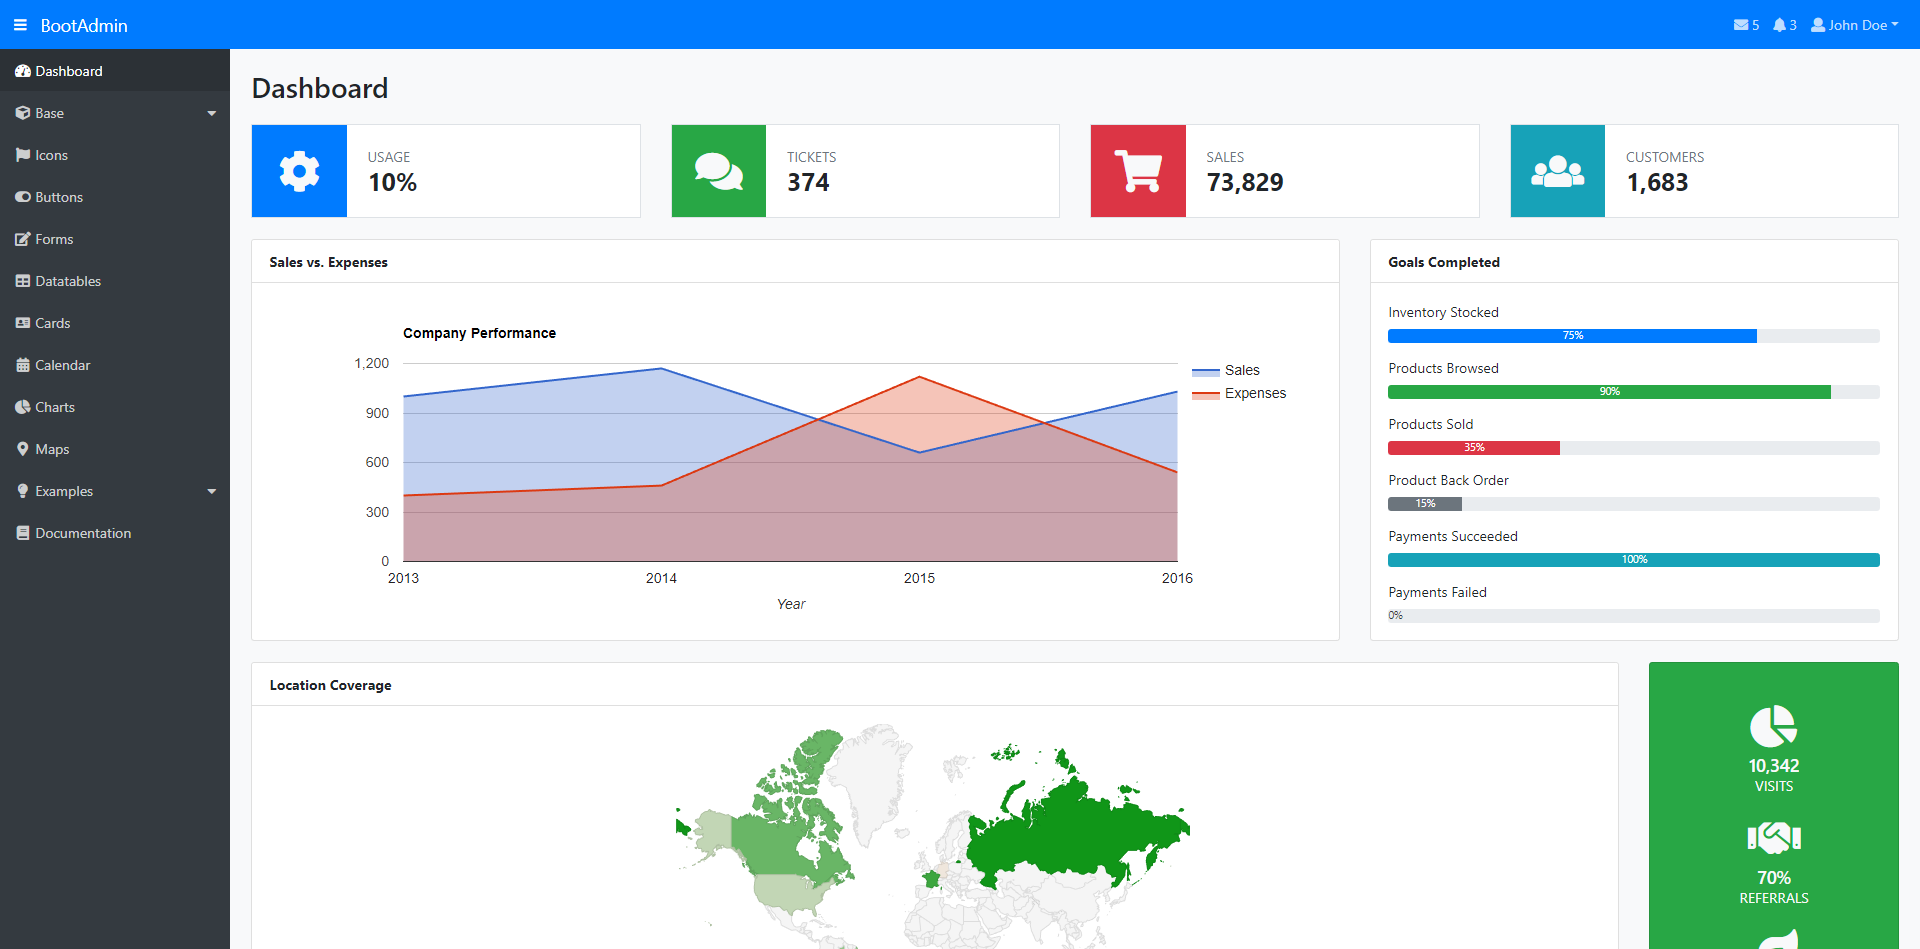 BootAdmin
5
3
John Doe
Dashboard
Base
Icons
Buttons
Forms
Datatables
Cards
Calendar
Charts
Maps
Examples
Documentation
Dashboard
USAGE
10%
TICKETS
374
SALES
73,829
CUSTOMERS
1,683
Sales vs. Expenses
Company Performance
1,200
900
600
300
0
2013
2014
2015
2016
Year
Sales
Expenses
Goals Completed
Inventory Stocked
75%
Products Browsed
90%
Products Sold
35%
Product Back Order
15%
Payments Succeeded
100%
Payments Failed
0%
Location Coverage
10,342
VISITS
70%
REFERRALS